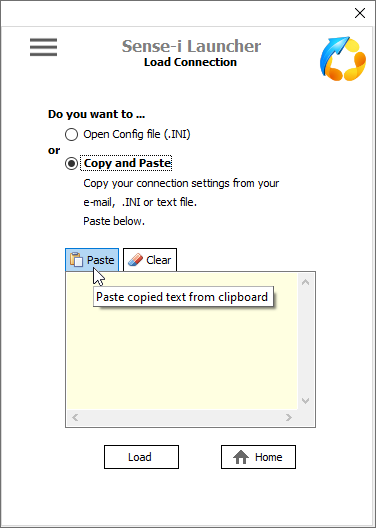 Sense-i Launcher
Load Connection
Do you want to ...
Open Config file (.INI)
or
Copy and Paste
Copy your connection settings from your
e-mail, .INI or text file.
Paste below.
Paste
Clear
Paste copied text from clipboard
Load
Home